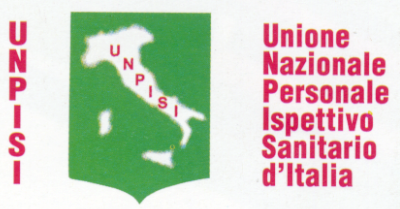 UNPISI
UNPISI
Unione
Nazionale
Personale
Ispettivo
Sanitario
d'Italia